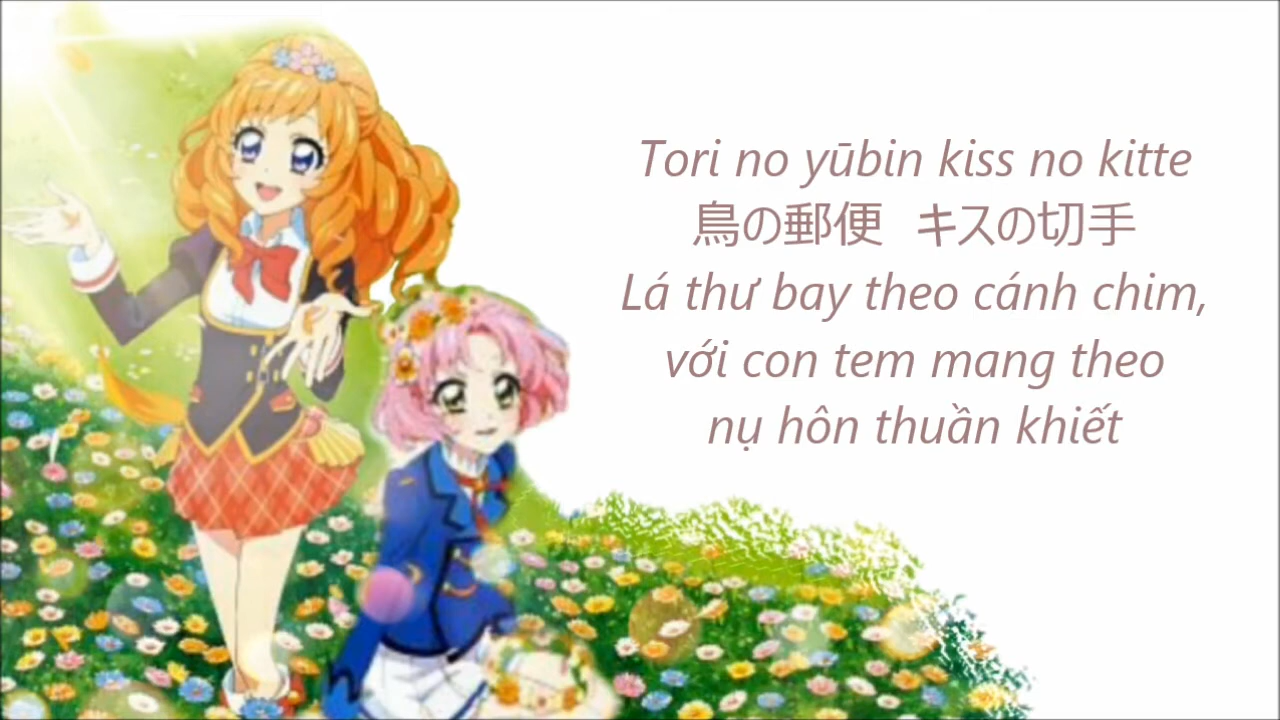 Tori no yūbin kiss no kitte
鳥の郵便　キスの切手
Lá thư bay theo cánh chim,
với con tem mang theo
nụ hôn thuần khiết